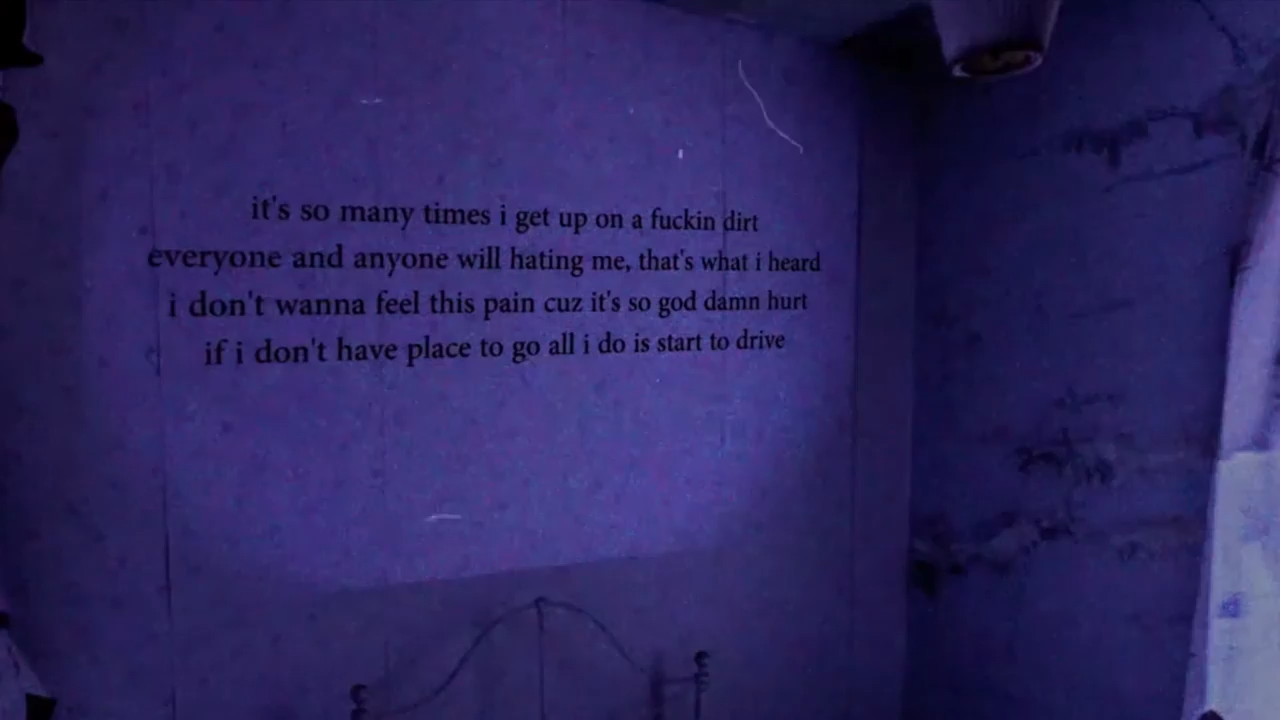 it's so many times i get up on a fuckin dirt
everyone and anyone will hating me, that's what i heard
i don't wanna feel this pain cuz it's so god damn hurt
if i don't have place to go all i do is start to drive